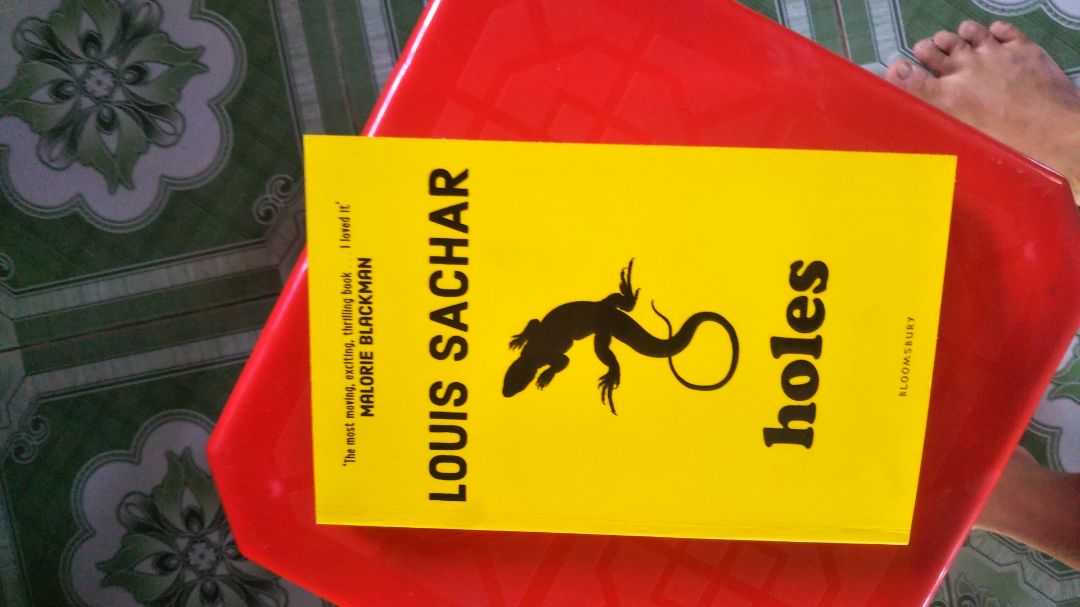 'The most moving, exciting, thrilling book . . . I loved it'
MALORIE BLACKMAN
LOUIS SACHAR
holes
BLOOMSBURY